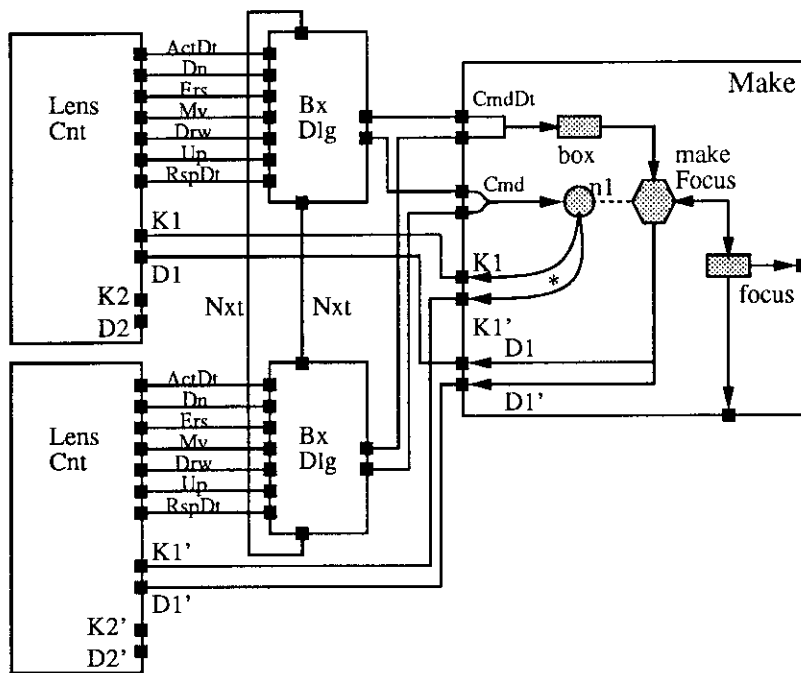 Lens
Cnt
ActDt
Dn
Ers
Mv
Drw
Up
RspDt
K1
D1
K2
D2
Bx
Dlg
Nxt
Nxt
Make
CmdDt
box
make
Focus
Cmd
n1
K1
*
K1'
D1
D1'
focus
Lens
Cnt
ActDt
Dn
Ers
Mv
Drw
Up
RspDt
K1'
D1'
K2'
D2'
Bx
Dlg